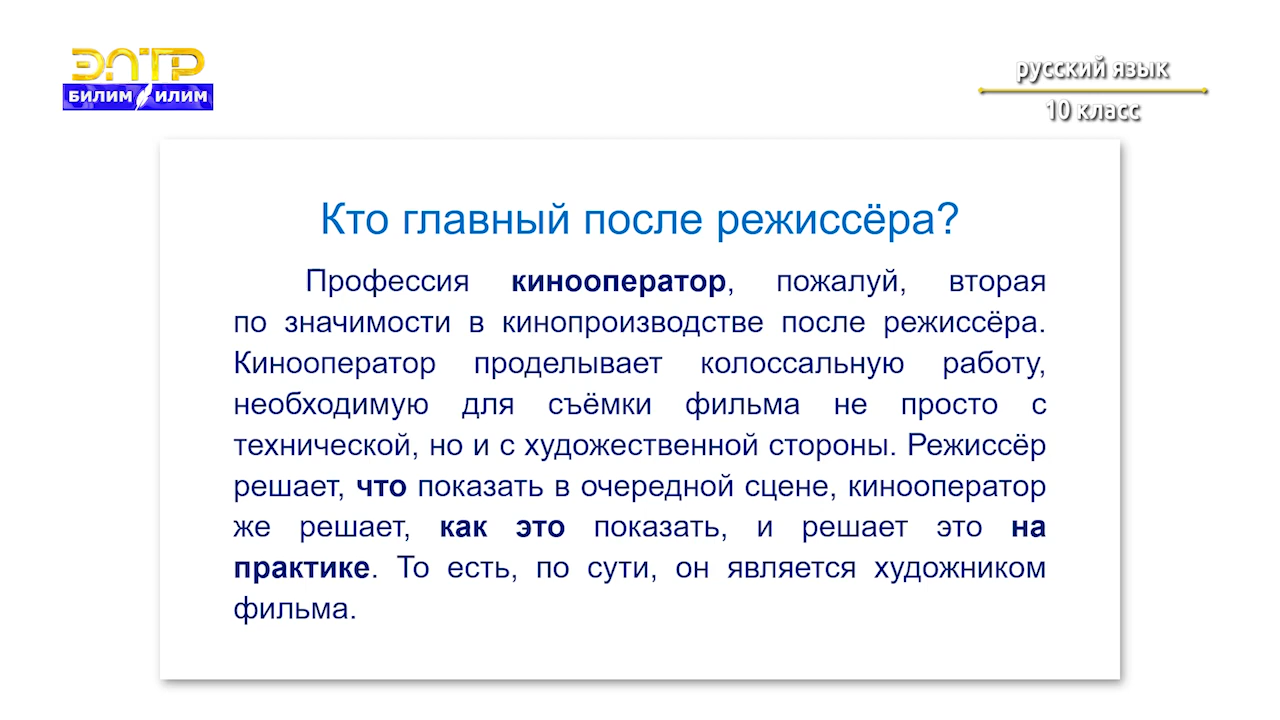 ЭЛТР
БИЛИМ ИЛИМ
русский язык
10 класс
Кто главный после режиссёра?
Профессия кинооператор, пожалуй, вторая
по значимости в кинопроизводстве после режиссёра.
Кинооператор проделывает колоссальную работу,
необходимую для съёмки фильма не просто с
технической, но и с художественной стороны. Режиссёр
решает, что показать в очередной сцене, кинооператор
же решает, как это показать, и решает это на
практике. То есть, по сути, он является художником
фильма.